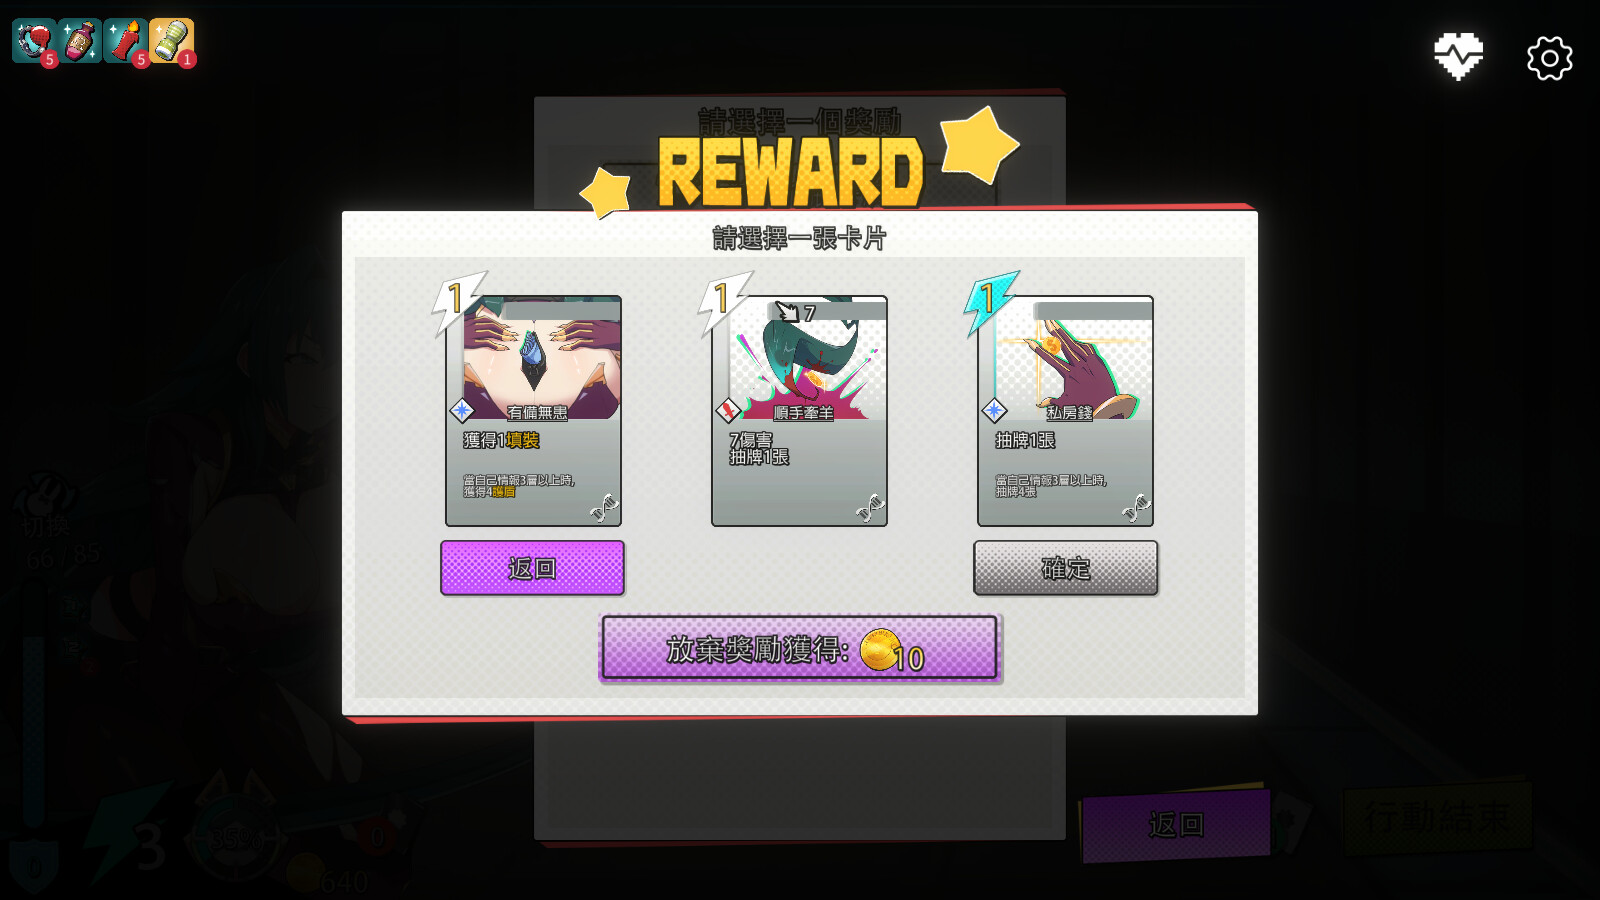 5
5
1
請選擇一個獎勵
REWARD
請選擇一張卡片
1
有備無患
獲得1填裝
當自己情報3層以上時,
獲得4護盾
1
7
順手牽羊
7傷害
抽牌1張
1
私房錢
抽牌1張
當自己情報3層以上時,
抽牌4張
返回
確定
放棄獎勵獲得: 10
切換
66/85
3
35%
0
0
640
返回
行動結束